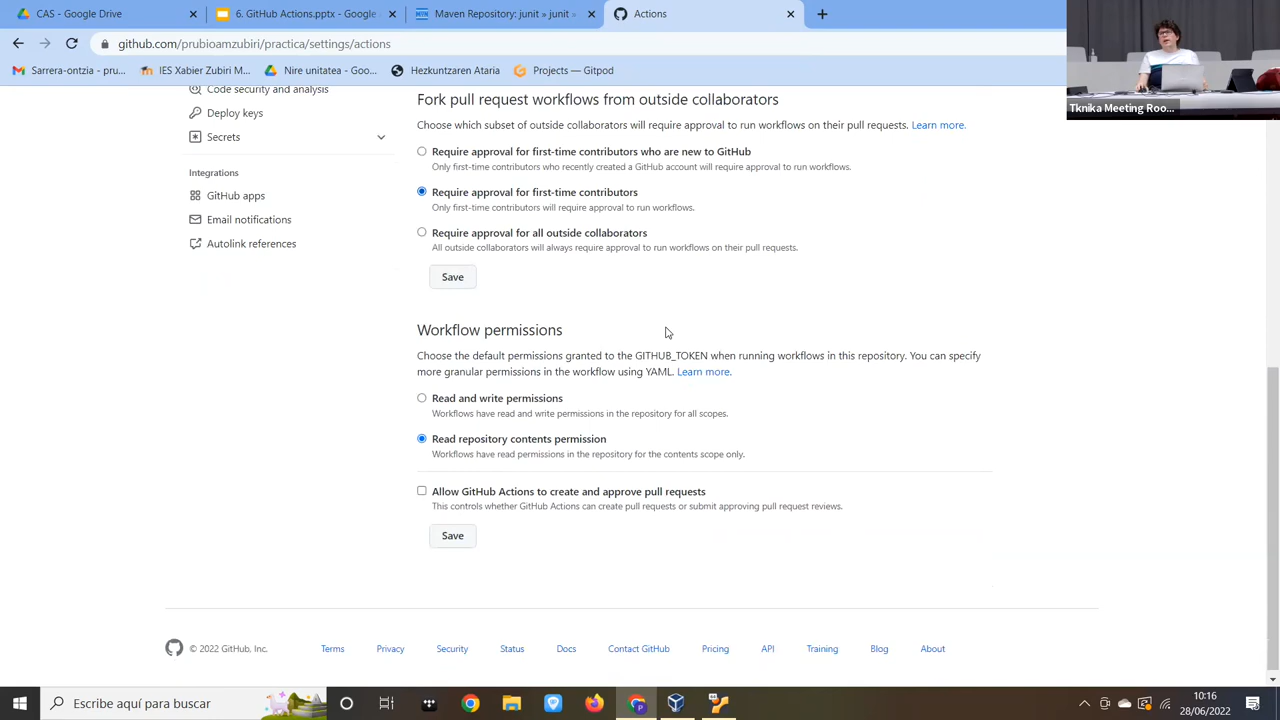 CAS - Google Drive
6. GitHub Actions.pptx - Google
Actions
github.com/prubioamzubiri/practica/settings/actions
Sarrera-ontzia - pru...
IES Xabier Zubiri M...
Nire unitatea - Goo...
Hezkuntzaren Ataria
Projects — Gitpod
Tknika Meeting Roo...
Code security and analysis
Deploy keys
Secrets
Integrations
GitHub apps
Email notifications
Autolink references
Fork pull request workflows from outside collaborators
Choose which subset of outside collaborators will require approval to run workflows on their pull requests. Learn more.
Require approval for first-time contributors who are new to GitHub
Only first-time contributors who recently created a GitHub account will require approval to run workflows.
Require approval for first-time contributors
Only first-time contributors will require approval to run workflows.
Require approval for all outside collaborators
All outside collaborators will always require approval to run workflows on their pull requests.
Save
Workflow permissions
Choose the default permissions granted to the GITHUB_TOKEN when running workflows in this repository. You can specify
more granular permissions in the workflow using YAML. Learn more.
Read and write permissions
Workflows have read and write permissions in the repository for all scopes.
Read repository contents permission
Workflows have read permissions in the repository for the contents scope only.
Allow GitHub Actions to create and approve pull requests
This controls whether GitHub Actions can create pull requests or submit approving pull request reviews.
Save
© 2022 GitHub, Inc.
Terms
Privacy
Security
Status
Docs
Contact GitHub
Pricing
API
Training
Blog
About
Escribe aquí para buscar
10:16
28/06/2022